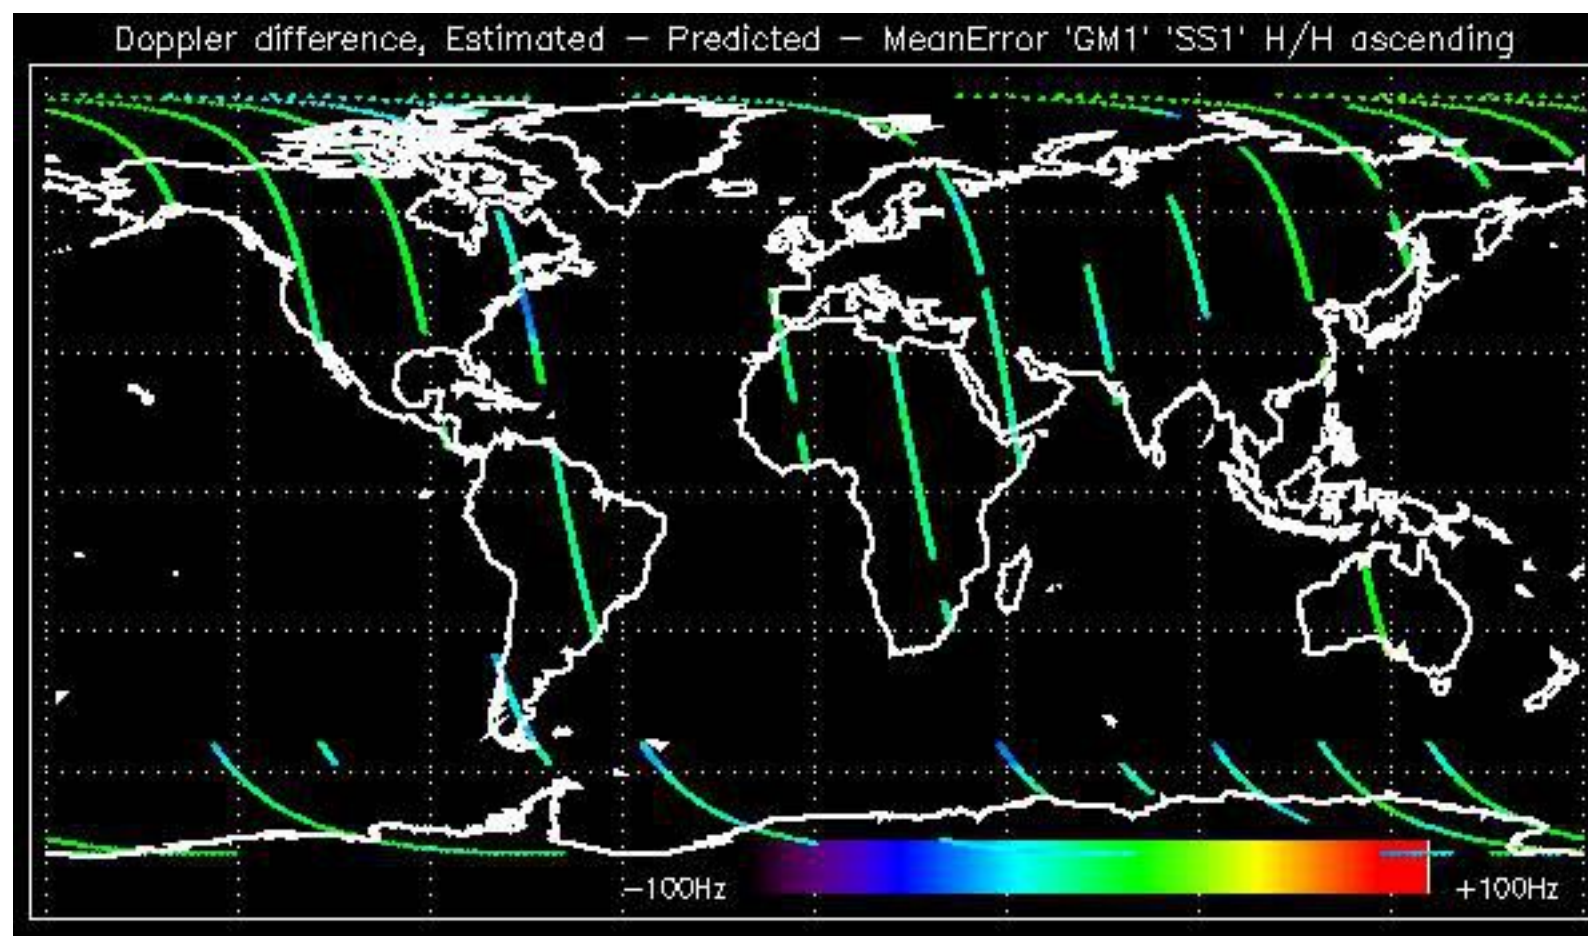 Doppler difference, Estimated — Predicted — MeanError 'GM1' 'SS1' H/H ascending
—100Hz +100Hz